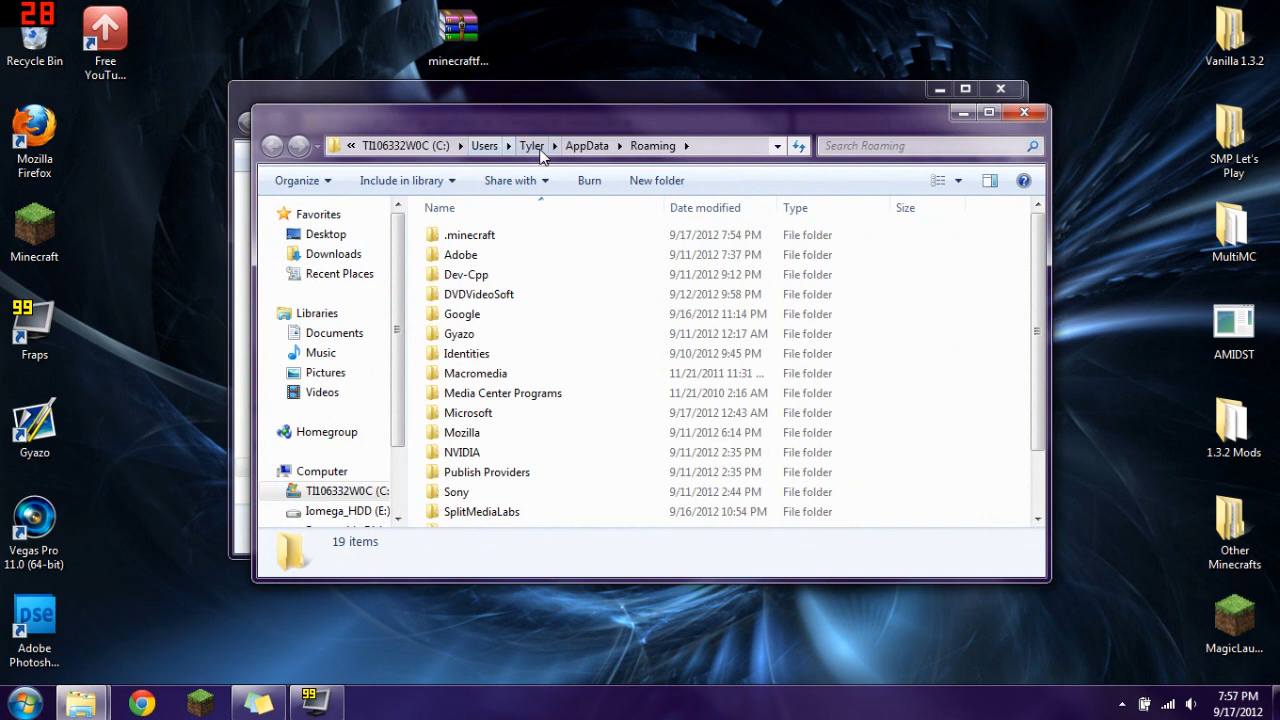 28
Recycle Bin
Free
YouTu...
minecraftf...
Vanilla 1.3.2
Mozilla
Firefox
SMP Let's
Play
Minecraft
MultiMC
99
Fraps
AMIDST
Gyazo
1.3.2 Mods
Vegas Pro
11.0 (64-bit)
Other
Minecrafts
pse
Adobe
Photosh...
MagicLau...
« TI106332W0C (C:) Users Tyler AppData Roaming
Search Roaming
Organize Include in library Share with Burn New folder
Name Date modified Type Size
Favorites
Desktop
Downloads
Recent Places
Libraries
Documents
Music
Pictures
Videos
Homegroup
Computer
TI106332W0C (C:
Iomega_HDD (E:)
.minecraft 9/17/2012 7:54 PM File folder
Adobe 9/11/2012 7:37 PM File folder
Dev-Cpp 9/11/2012 9:12 PM File folder
DVDVideoSoft 9/12/2012 9:58 PM File folder
Google 9/16/2012 11:14 PM File folder
Gyazo 9/11/2012 12:17 AM File folder
Identities 9/10/2012 9:45 PM File folder
Macromedia 11/21/2011 11:31 ... File folder
Media Center Programs 11/21/2010 2:16 AM File folder
Microsoft 9/17/2012 12:43 AM File folder
Mozilla 9/11/2012 6:14 PM File folder
NVIDIA 9/11/2012 2:35 PM File folder
Publish Providers 9/11/2012 2:35 PM File folder
Sony 9/11/2012 2:44 PM File folder
SplitMediaLabs 9/16/2012 10:54 PM File folder
19 items
99
7:57 PM
9/17/2012